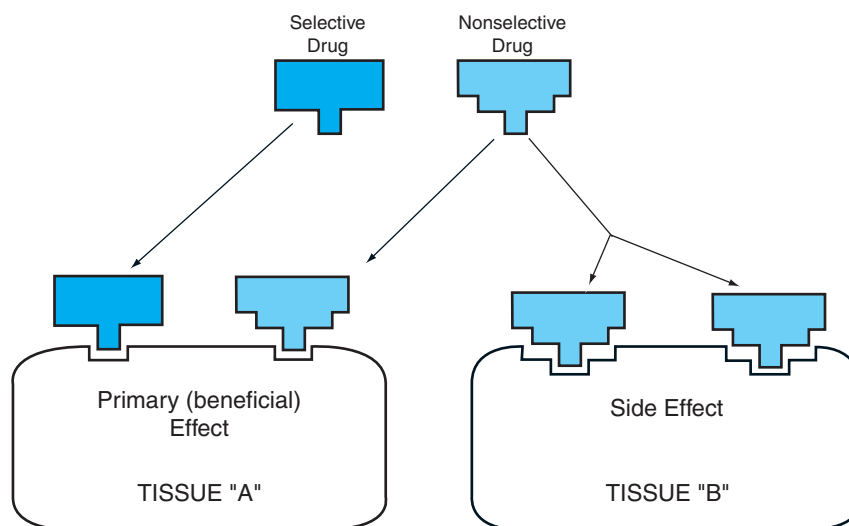 Selective
Drug
Nonselective
Drug
Primary (beneficial)
Effect
TISSUE "A"
Side Effect
TISSUE "B"